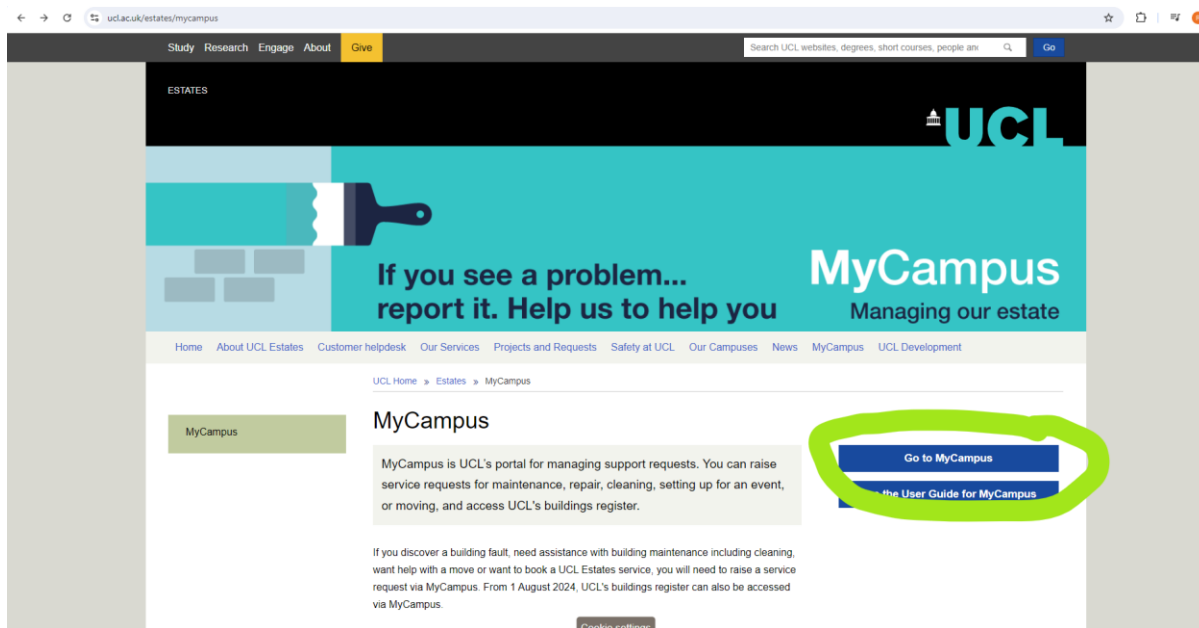 ucl.ac.uk/estates/mycampus
Study Research Engage About Give
Search UCL websites, degrees, short courses, people an
Go
ESTATES
UCL
If you see a problem...
report it. Help us to help you
MyCampus
Managing our estate
Home About UCL Estates Customer helpdesk Our Services Projects and Requests Safety at UCL Our Campuses News MyCampus UCL Development
UCL Home » Estates » MyCampus
MyCampus
MyCampus
MyCampus is UCL's portal for managing support requests. You can raise
service requests for maintenance, repair, cleaning, setting up for an event,
or moving, and access UCL's buildings register.
Go to MyCampus
the User Guide for MyCampus
If you discover a building fault, need assistance with building maintenance including cleaning,
want help with a move or want to book a UCL Estates service, you will need to raise a service
request via MyCampus. From 1 August 2024, UCL's buildings register can also be accessed
via MyCampus.
Cookie settings